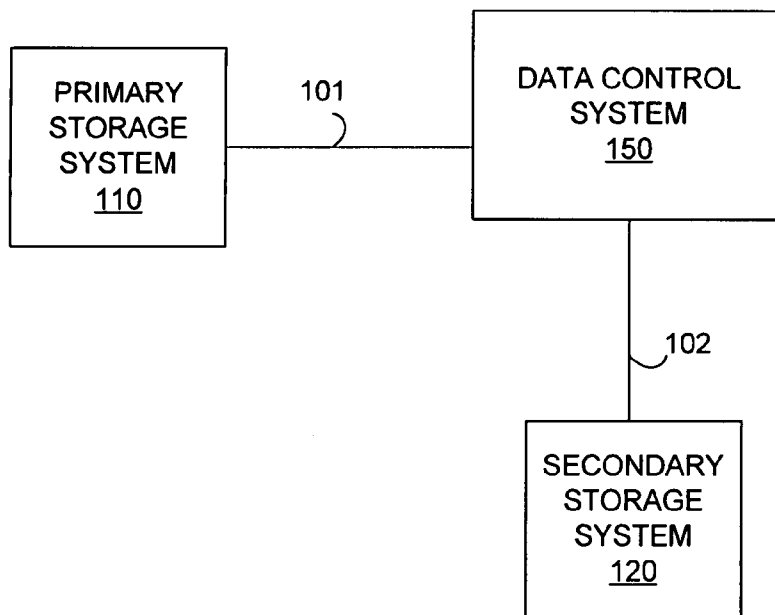 PRIMARY
STORAGE
SYSTEM
110
101
DATA CONTROL
SYSTEM
150
102
SECONDARY
STORAGE
SYSTEM
120